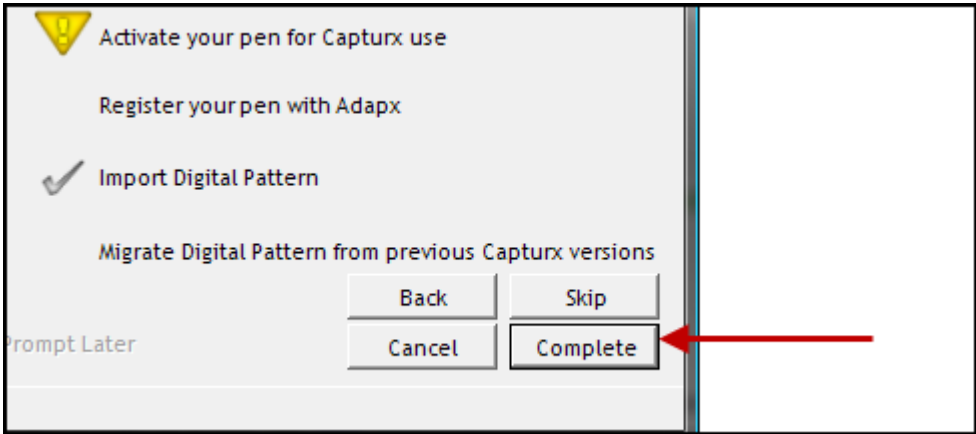 Activate your pen for Capturx use
Register your pen with Adapx
Import Digital Pattern
Migrate Digital Pattern from previous Capturx versions
Back Skip
Prompt Later Cancel Complete